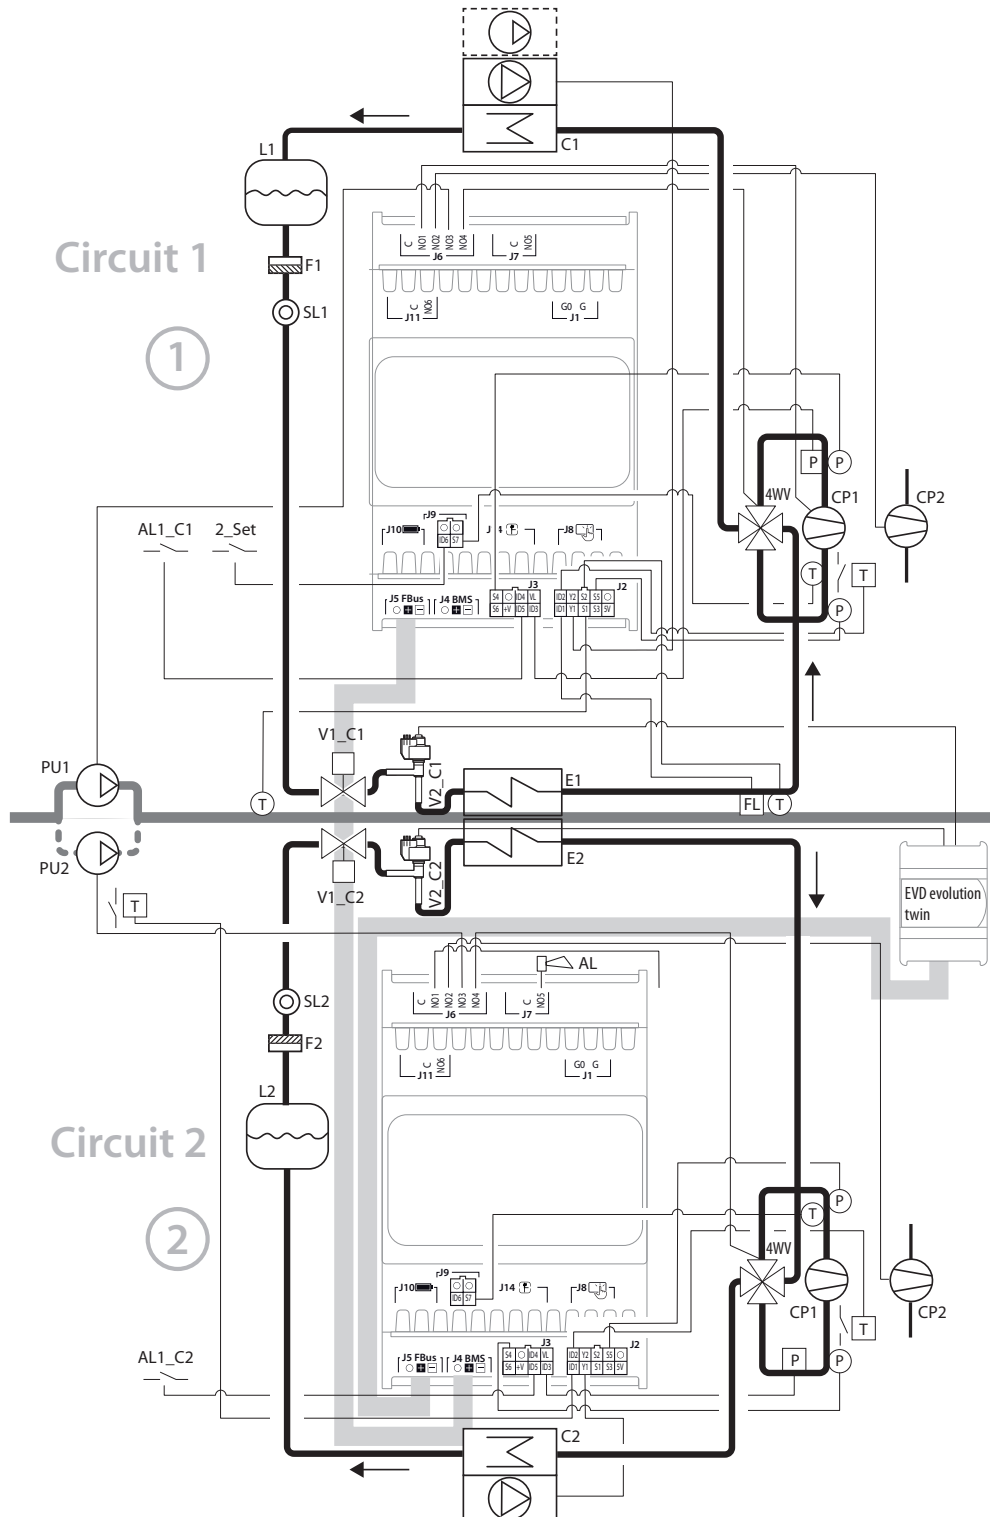 C1
L1
Circuit 1
F1
SL1
1
C NO1 NO2 NO3 NO4
J6
C NO5
J7
C NO6
J11
G0 G
J1
P P
4WV
CP1
CP2
AL1_C1
2_Set
J10
J9
ID6 S7
J8
T
T
P
J5 FBus
J4 BMS
J3
S4 ID4 VL
S6 +V ID5 ID3
J2
ID2 Y2 S2 S5
ID1 Y1 S1 S3 5V
V1_C1
V2_C1
PU1
T
E1
FL
T
PU2
V1_C2
V2_C2
E2
EVD evolution
twin
T
AL
SL2
F2
C NO1 NO2 NO3 NO4
J6
C NO5
J7
C NO6
J11
G0 G
J1
L2
Circuit 2
2
P
T
4WV
CP1
CP2
J10
J9
ID6 S7
J14
J8
T
P
P
AL1_C2
J5 FBus
J4 BMS
J3
S4 ID4 VL
S6 +V ID5 ID3
J2
ID2 Y2 S2 S5
ID1 Y1 S1 S3 5V
C2